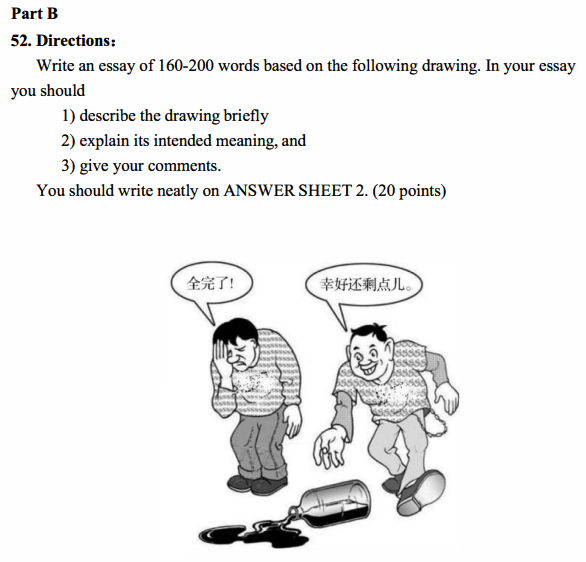 Part B
52. Directions:
Write an essay of 160-200 words based on the following drawing. In your essay
you should
1) describe the drawing briefly
2) explain its intended meaning, and
3) give your comments.
You should write neatly on ANSWER SHEET 2. (20 points)
全完了!
幸好还剩点儿。